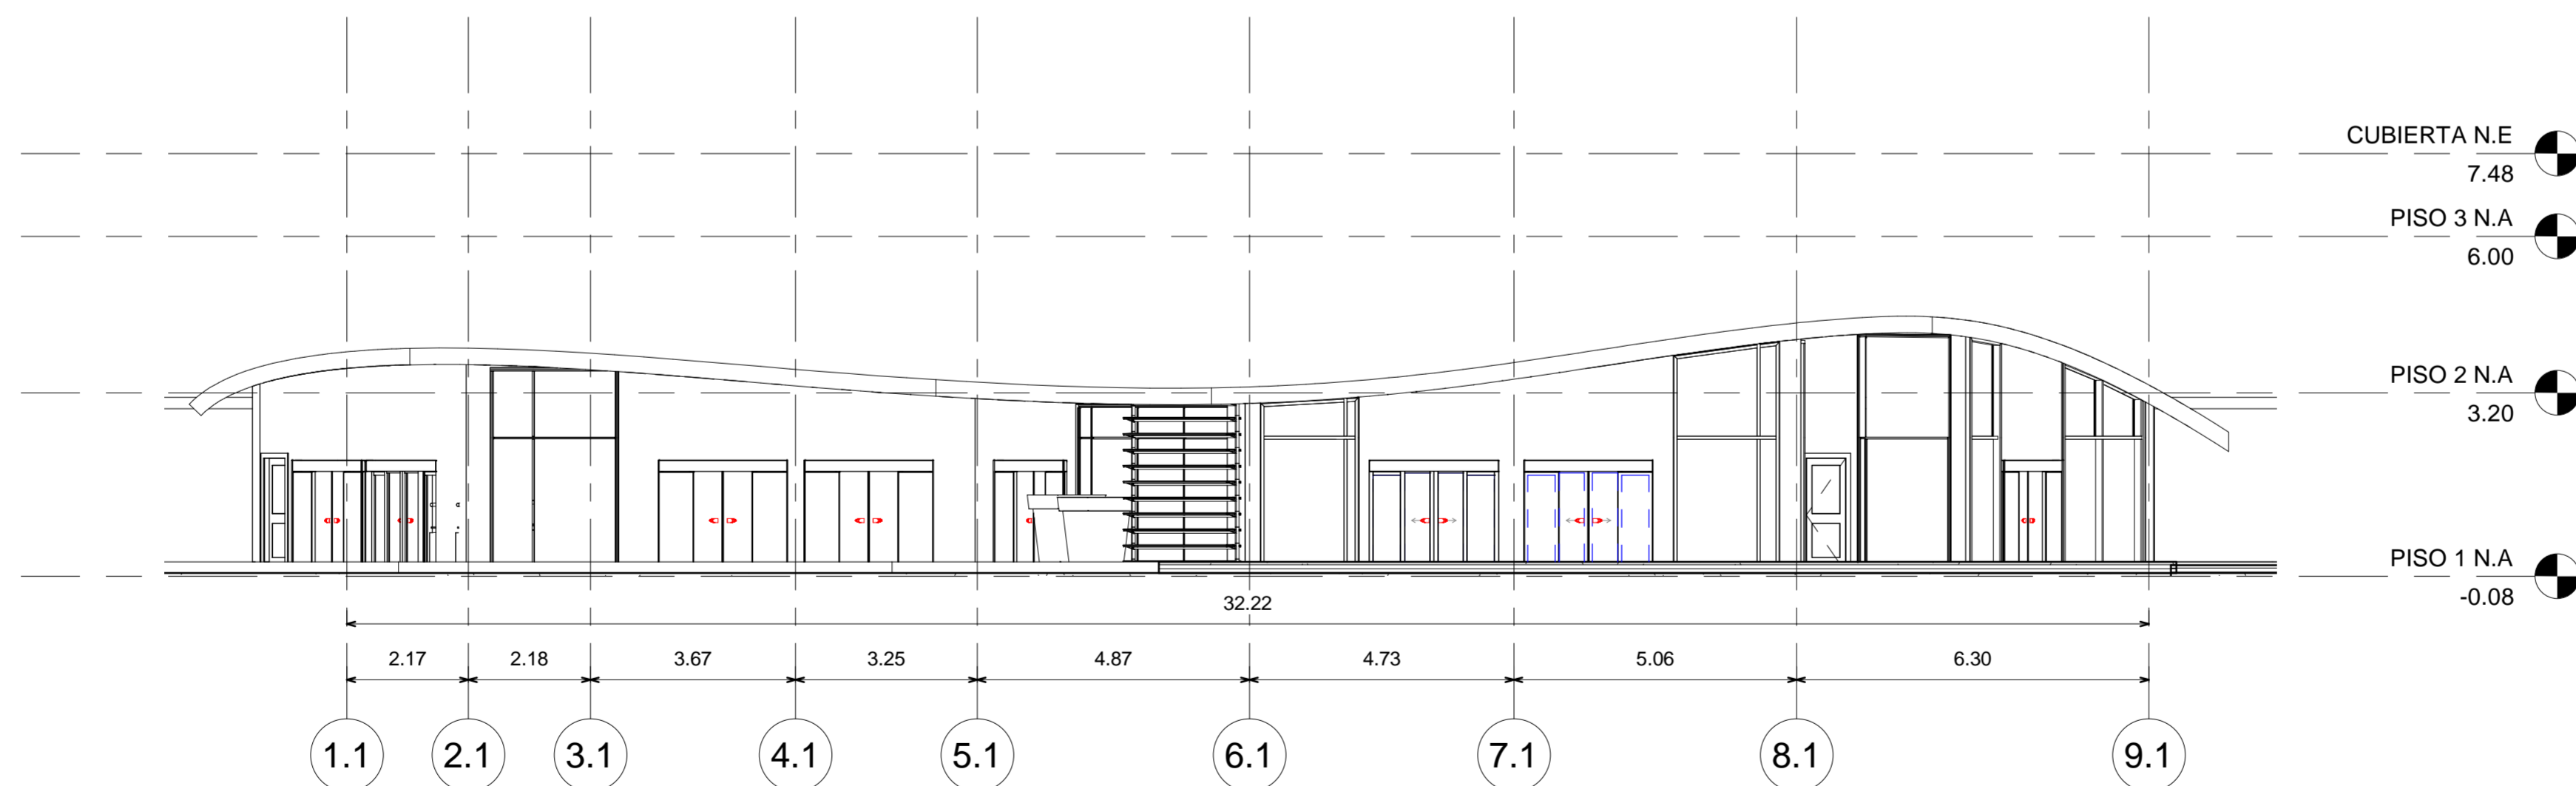 CUBIERTA N.E
7.48
PISO 3 N.A
6.00
PISO 2 N.A
3.20
PISO 1 N.A
-0.08
32.22
2.17 2.18 3.67 3.25 4.87 4.73 5.06 6.30
1.1 2.1 3.1 4.1 5.1 6.1 7.1 8.1 9.1